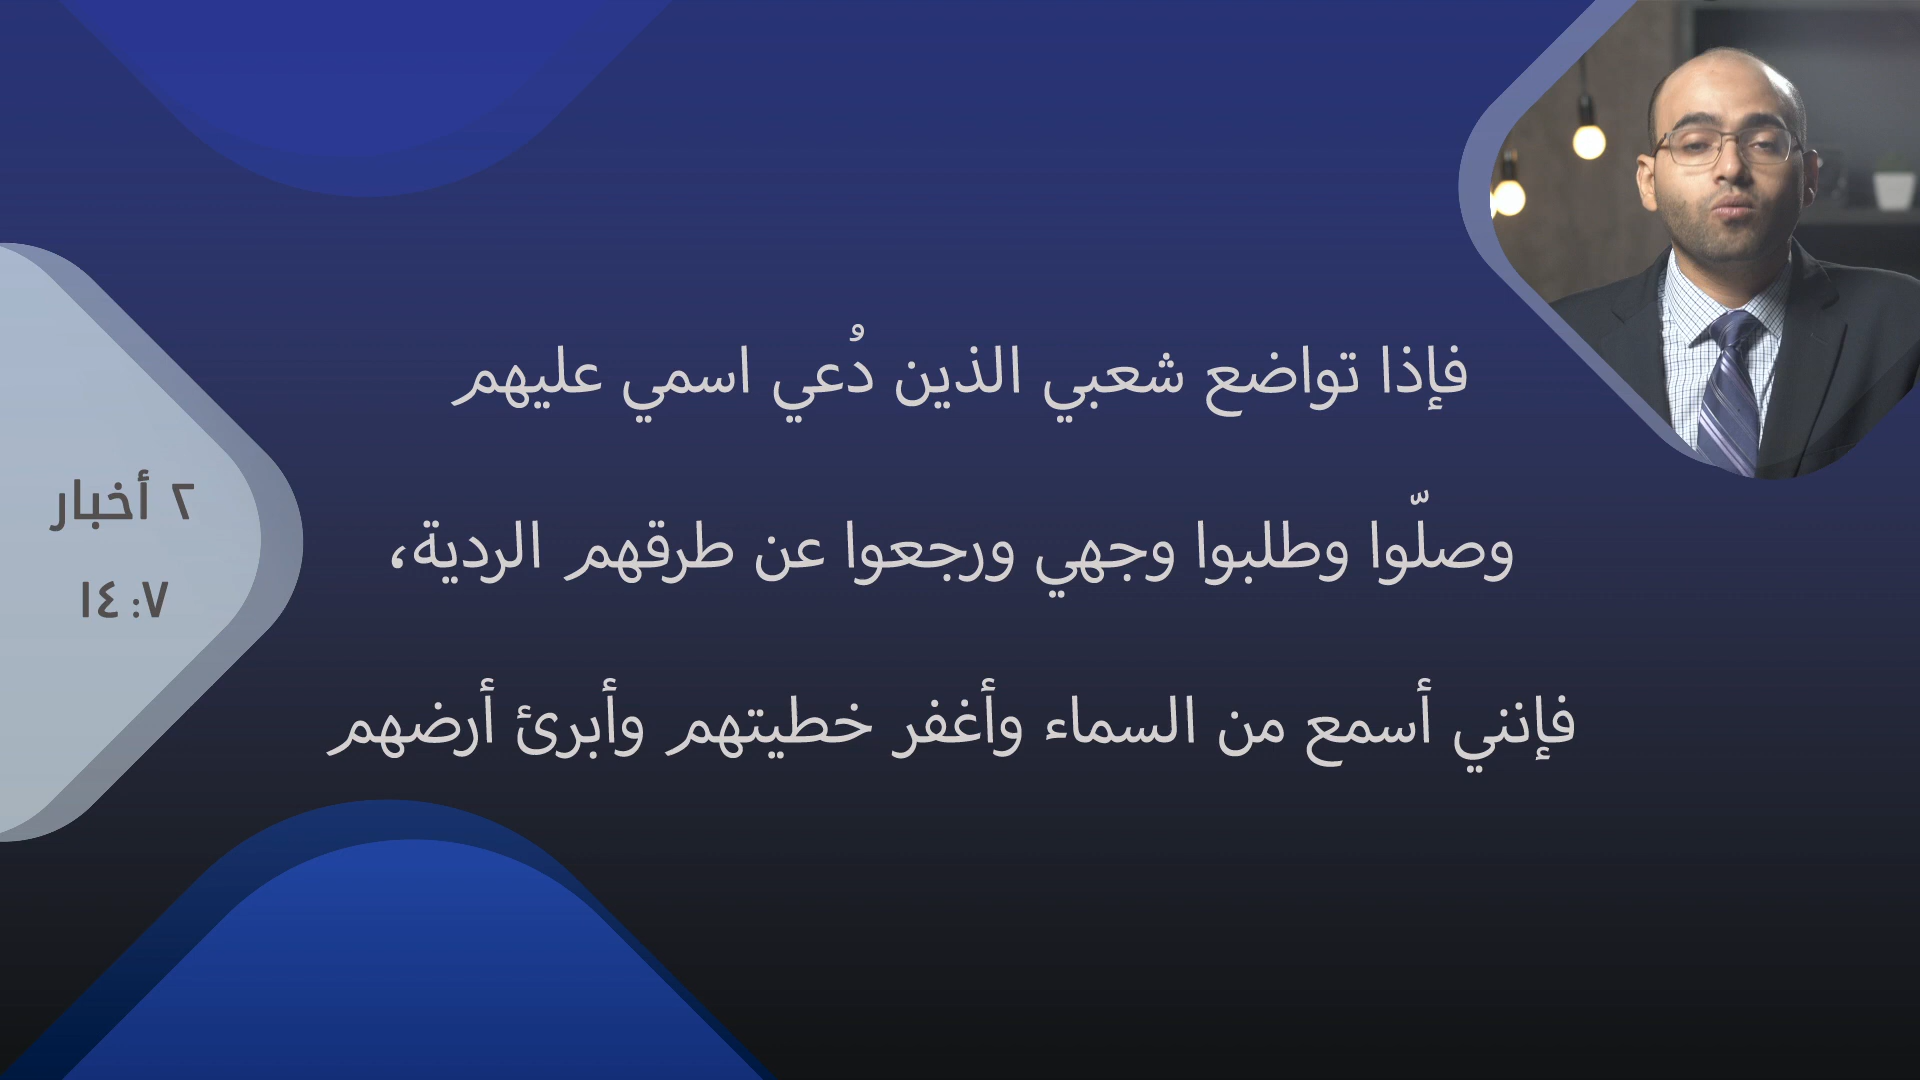 فإذا تواضع شعبي الذين دُعي اسمي عليهم
وصلّوا وطلبوا وجهي ورجعوا عن طرقهم الردية،
فإنني أسمع من السماء وأغفر خطيتهم وأبرئ أرضهم
٢ أخبار
٧: ١٤